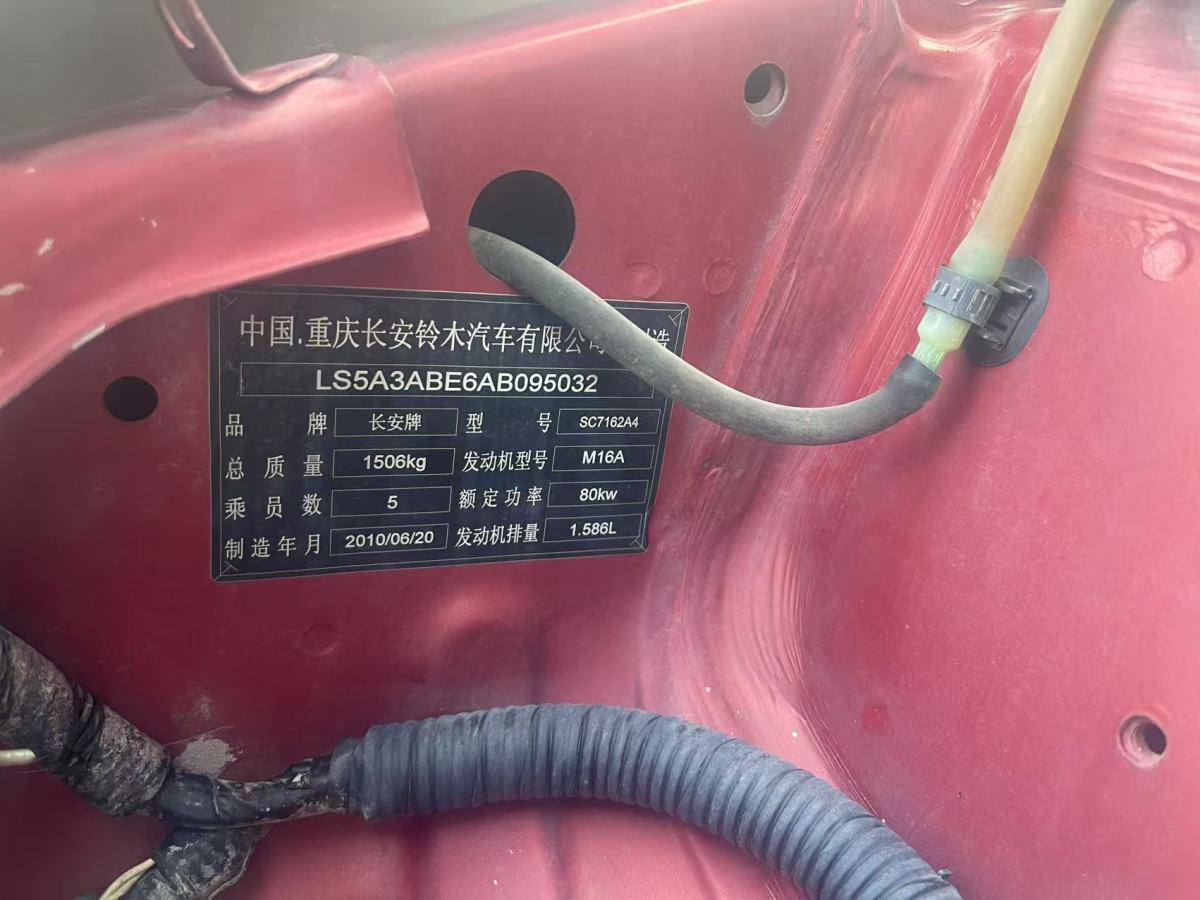 中国.重庆长安铃木汽车有限公 造
LS5A3ABE6AB095032
品牌 长安牌 型号 SC7162A4
总质量 1506kg 发动机型号 M16A
乘员数 5 额定功率 80kw
制造年月 2010/06/20 发动机排量 1.586L